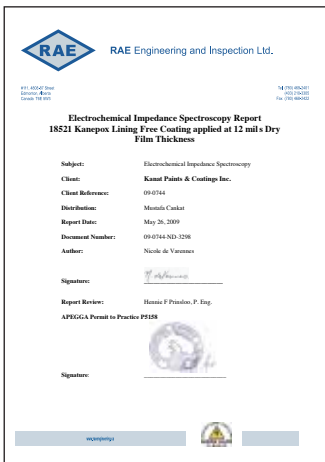 RAE
RAE Engineering and Inspection Ltd.
Edmonton, Alberta
Electrochemical Impedance Spectroscopy Report
18521 Kanepox Lining Free Coating applied at 12 mils Dry
Film Thickness
Subject: Electrochemical Impedance Spectroscopy
Client: Kanat Paints & Coatings Inc.
Client Reference: 09-0744
Distribution: Mustafa Cankat
Report Date: May 26, 2009
Document Number: 09-0744-ND-3298
Author: Nicole de Varennes
Signature:
Report Review: Hennie F Prinsloo, P. Eng.
APEGGA Permit to Practice P5158
Signature: